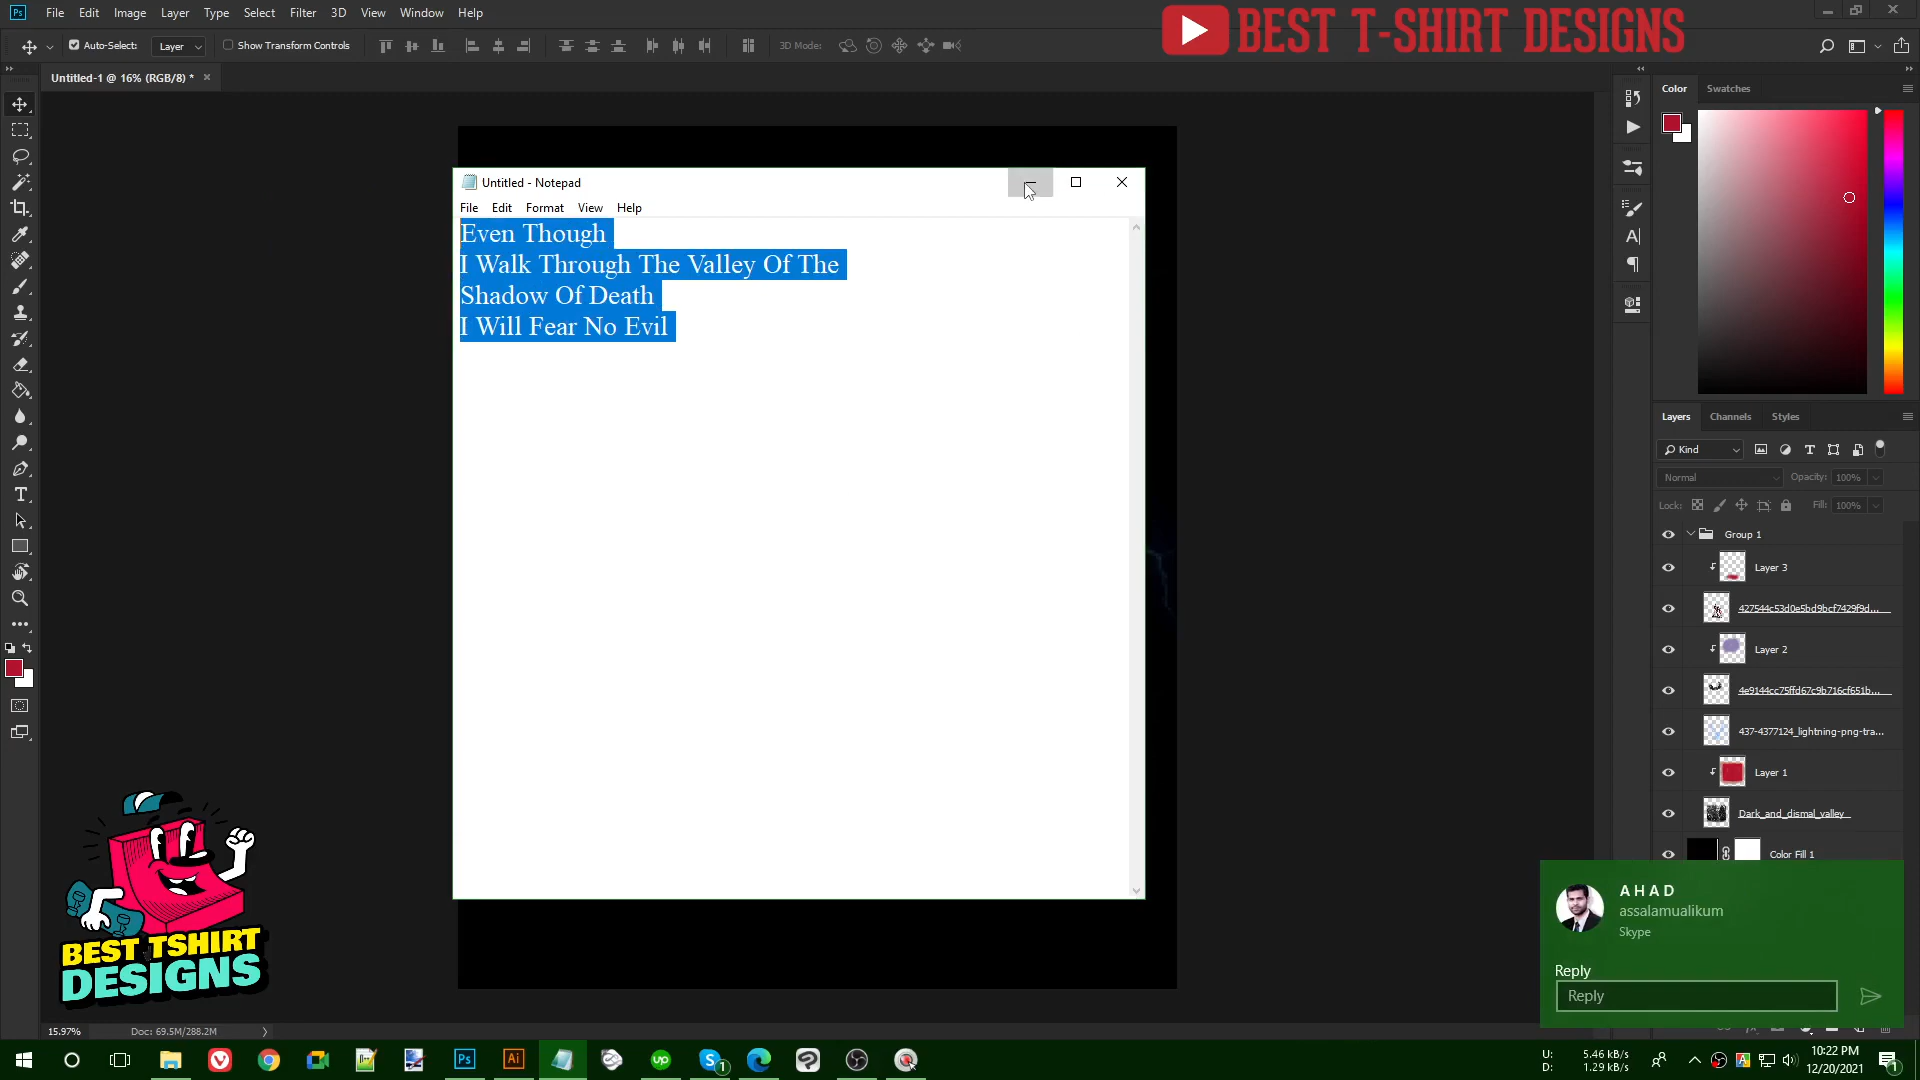 File Edit Image Layer Type Select Filter 3D View Window Help
BEST T-SHIRT DESIGNS
Auto-Select: Layer Show Transform Controls 3D Mode:
Untitled-1 @ 16% (RGB/8) *
Color Swatches
Untitled - Notepad
File Edit Format View Help
Even Though
I Walk Through The Valley Of The
Shadow Of Death
I Will Fear No Evil
Layers Channels Styles
Kind
Normal Opacity: 100%
Lock: Fill: 100%
Group 1
Layer 3
427544c53d0e5bd9bcf7429f9d...
Layer 2
4e9144cc75ffd67c9b716cf651b...
437-4377124_lightning-png-tra...
Layer 1
Dark_and_dismal_valley
Color Fill 1
AHAD
assalamualikum
Skype
Reply
Reply
BEST TSHIRT
DESIGNS
15.97% Doc: 69.5M/288.2M
U: 5.46 kB/s
D: 1.29 kB/s
10:22 PM
12/20/2021